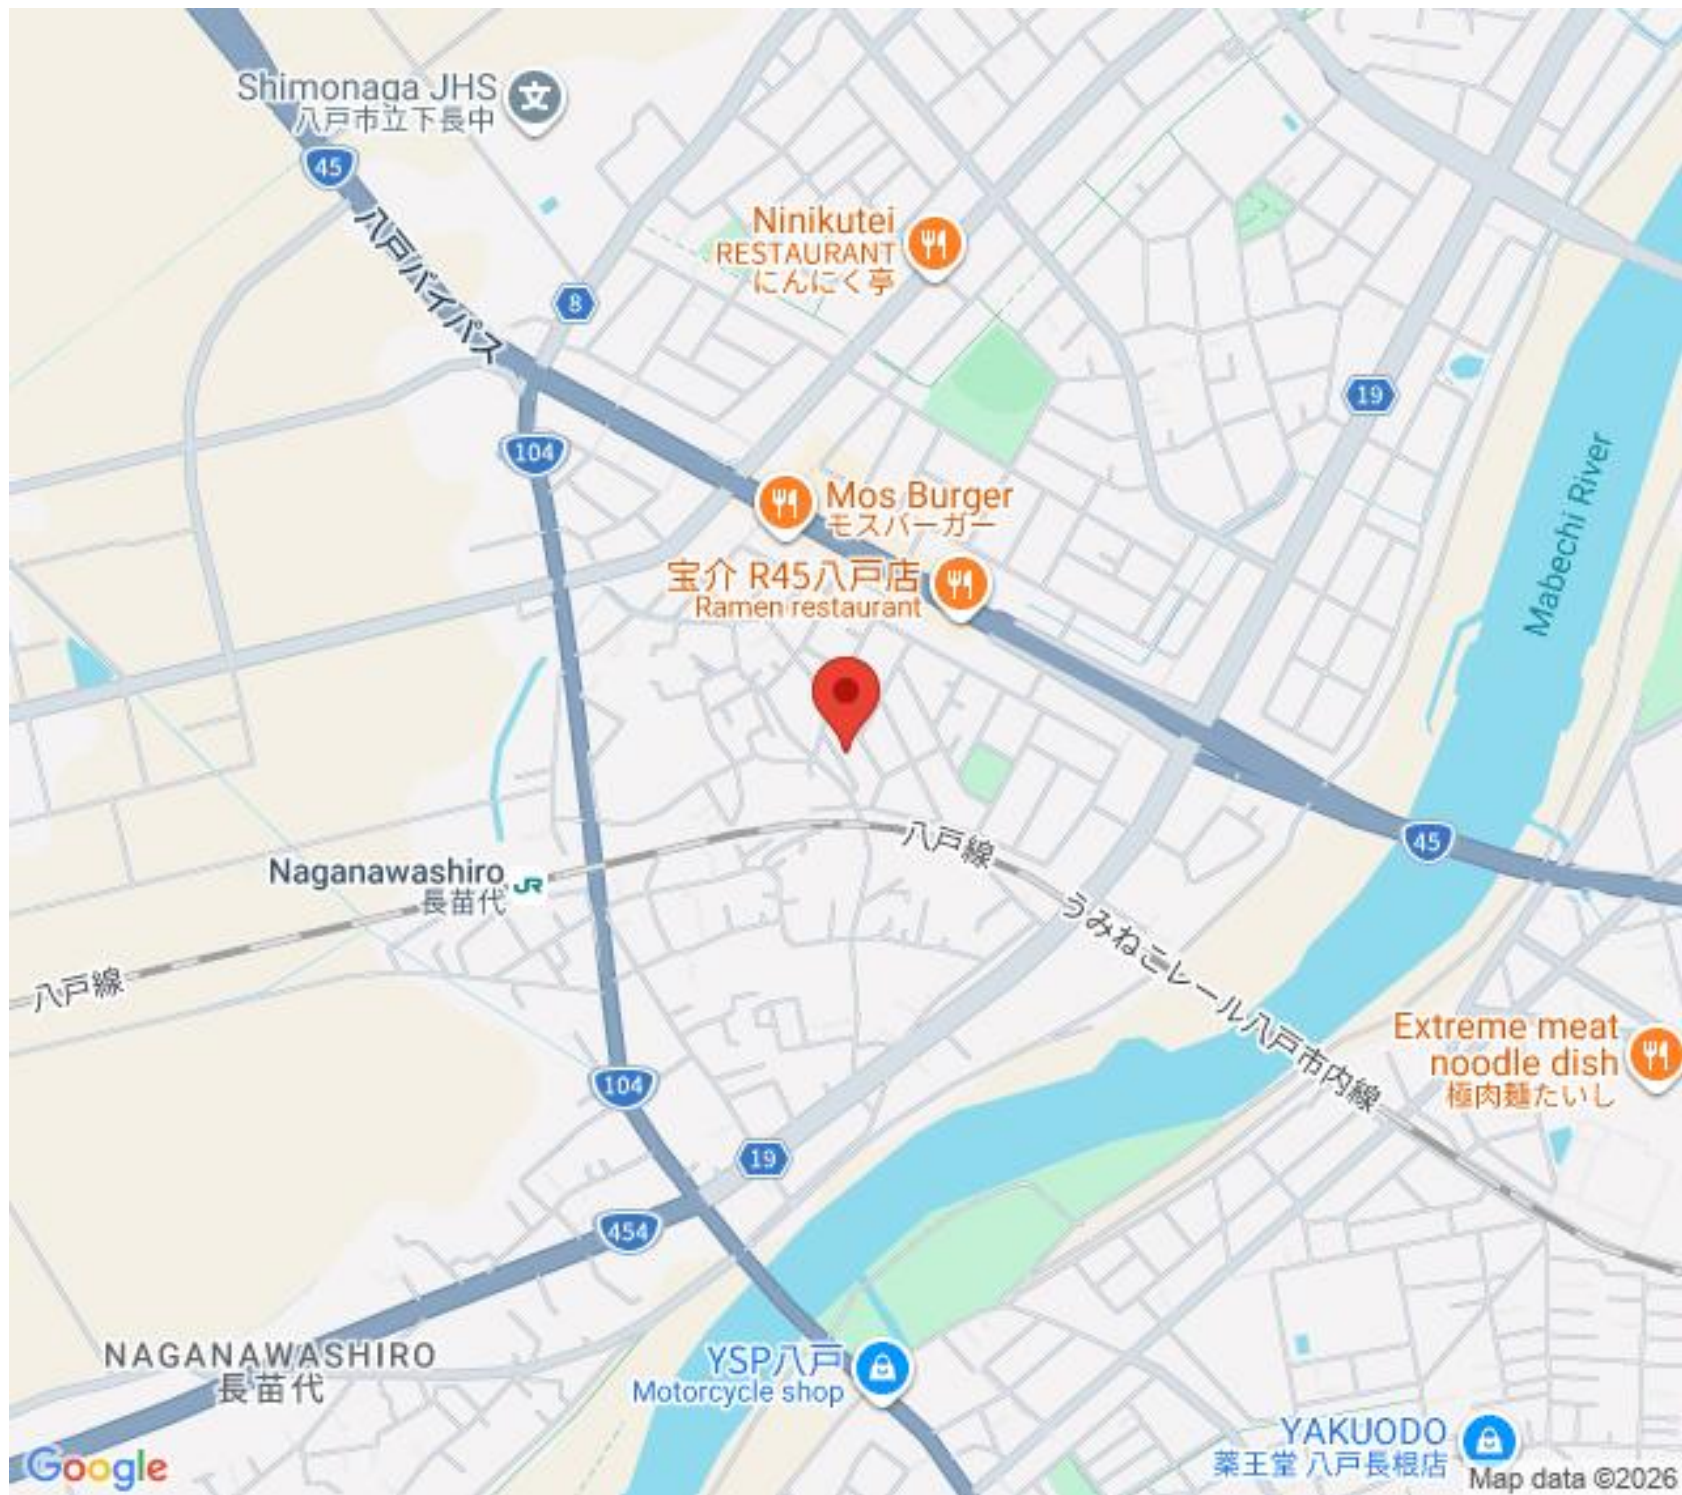 Shimonaga JHS
八戸市立下長中
45
八戸バイパス
Ninikutei
RESTAURANT
にんにく亭
8
19
104
Mos Burger
モスバーガー
宝介 R45八戸店
Ramen restaurant
Mabechi River
45
八戸線
Naganawashiro
長苗代
JR
うみねこレール八戸市内線
八戸線
Extreme meat
noodle dish
極肉麺たいし
104
19
454
NAGANAWASHIRO
長苗代
YSP八戸
Motorcycle shop
YAKUODO
薬王堂 八戸長根店
Google
Map data ©2026